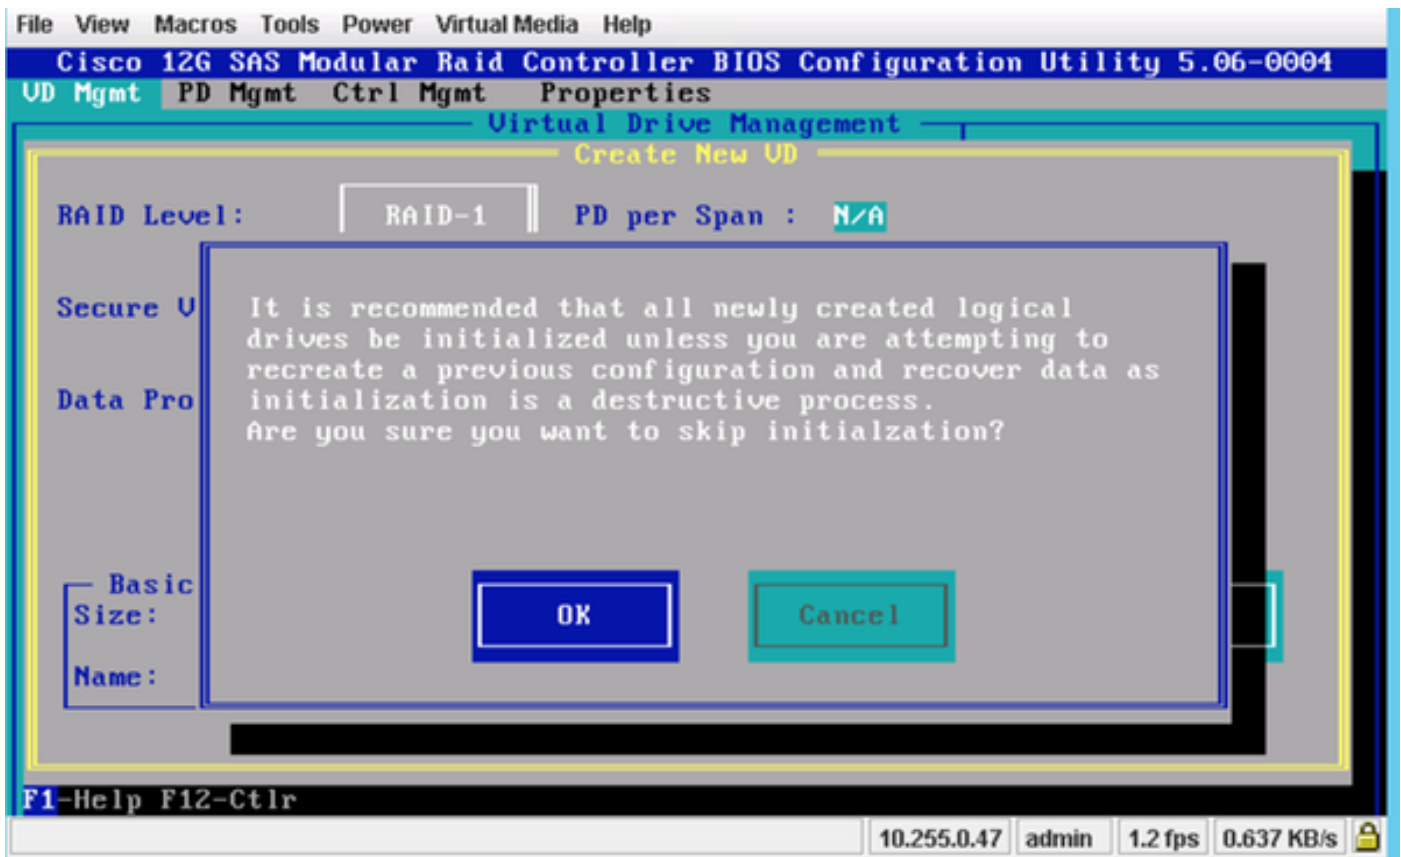 File View Macros Tools Power Virtual Media Help
Cisco 12G SAS Modular Raid Controller BIOS Configuration Utility 5.06-0004
VD Mgmt PD Mgmt Ctrl Mgmt Properties
Virtual Drive Management
Create New VD
RAID Level: RAID-1 PD per Span : N/A
Secure V
Data Pro
It is recommended that all newly created logical
drives be initialized unless you are attempting to
recreate a previous configuration and recover data as
initialization is a destructive process.
Are you sure you want to skip initialzation?
Basic
Size:
Name:
OK Cancel
F1-Help F12-Ctlr
10.255.0.47 admin 1.2 fps 0.637 KB/s